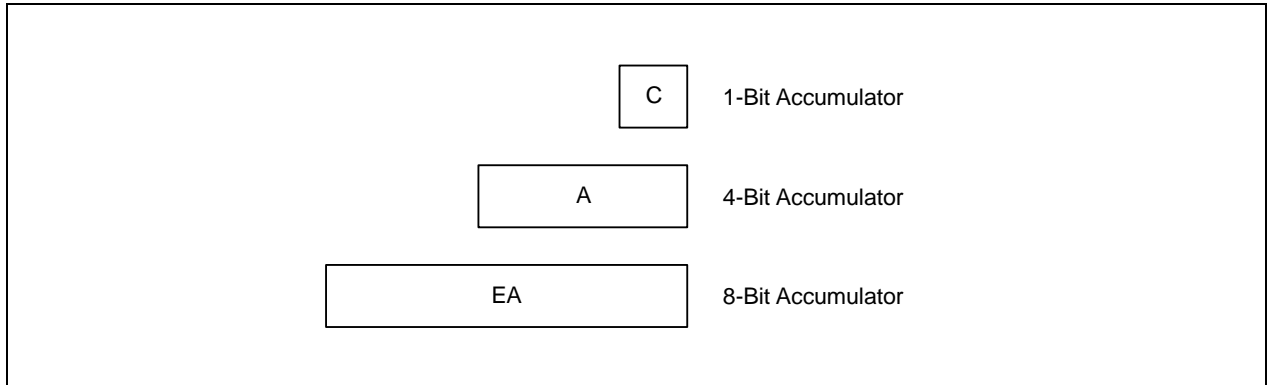 C 1-Bit Accumulator
A 4-Bit Accumulator
EA 8-Bit Accumulator